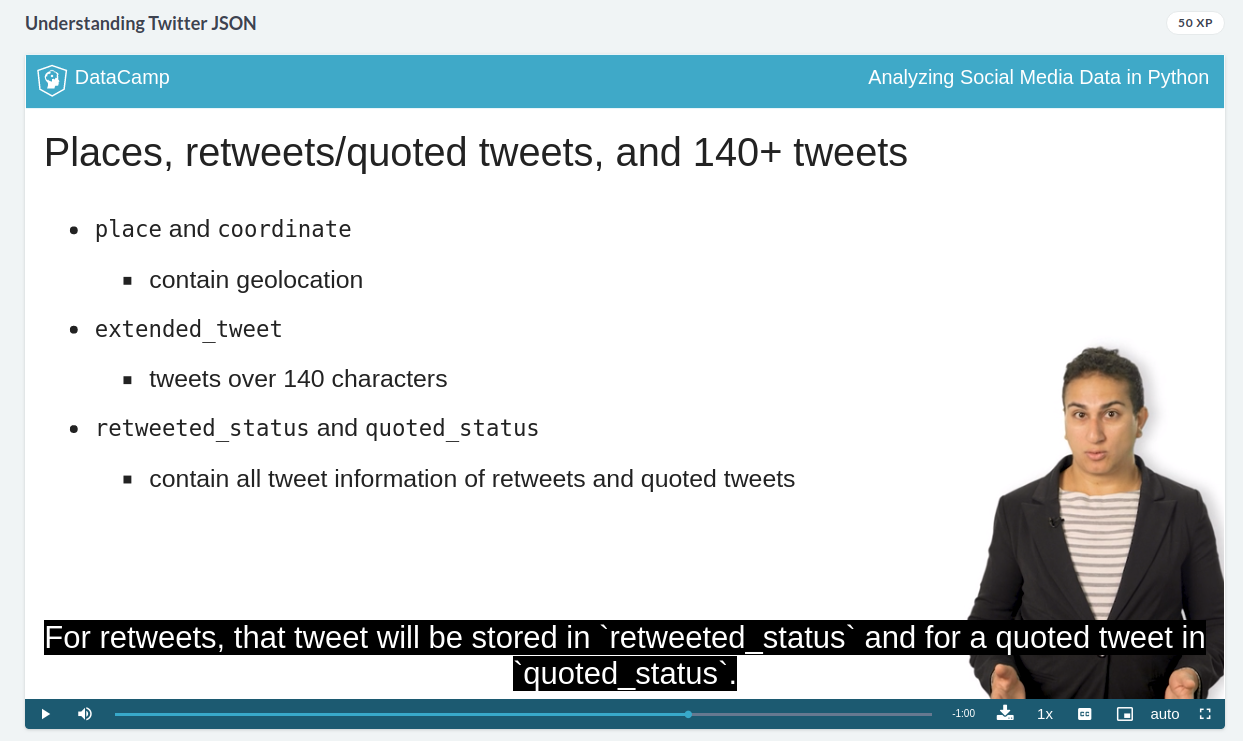 Understanding Twitter JSON
50 XP
DataCamp
Analyzing Social Media Data in Python
Places, retweets/quoted tweets, and 140+ tweets
place and coordinate
contain geolocation
extended_tweet
tweets over 140 characters
retweeted_status and quoted_status
contain all tweet information of retweets and quoted tweets
For retweets, that tweet will be stored in `retweeted_status` and for a quoted tweet in
`quoted_status`.
-1:00
1x
CC
auto